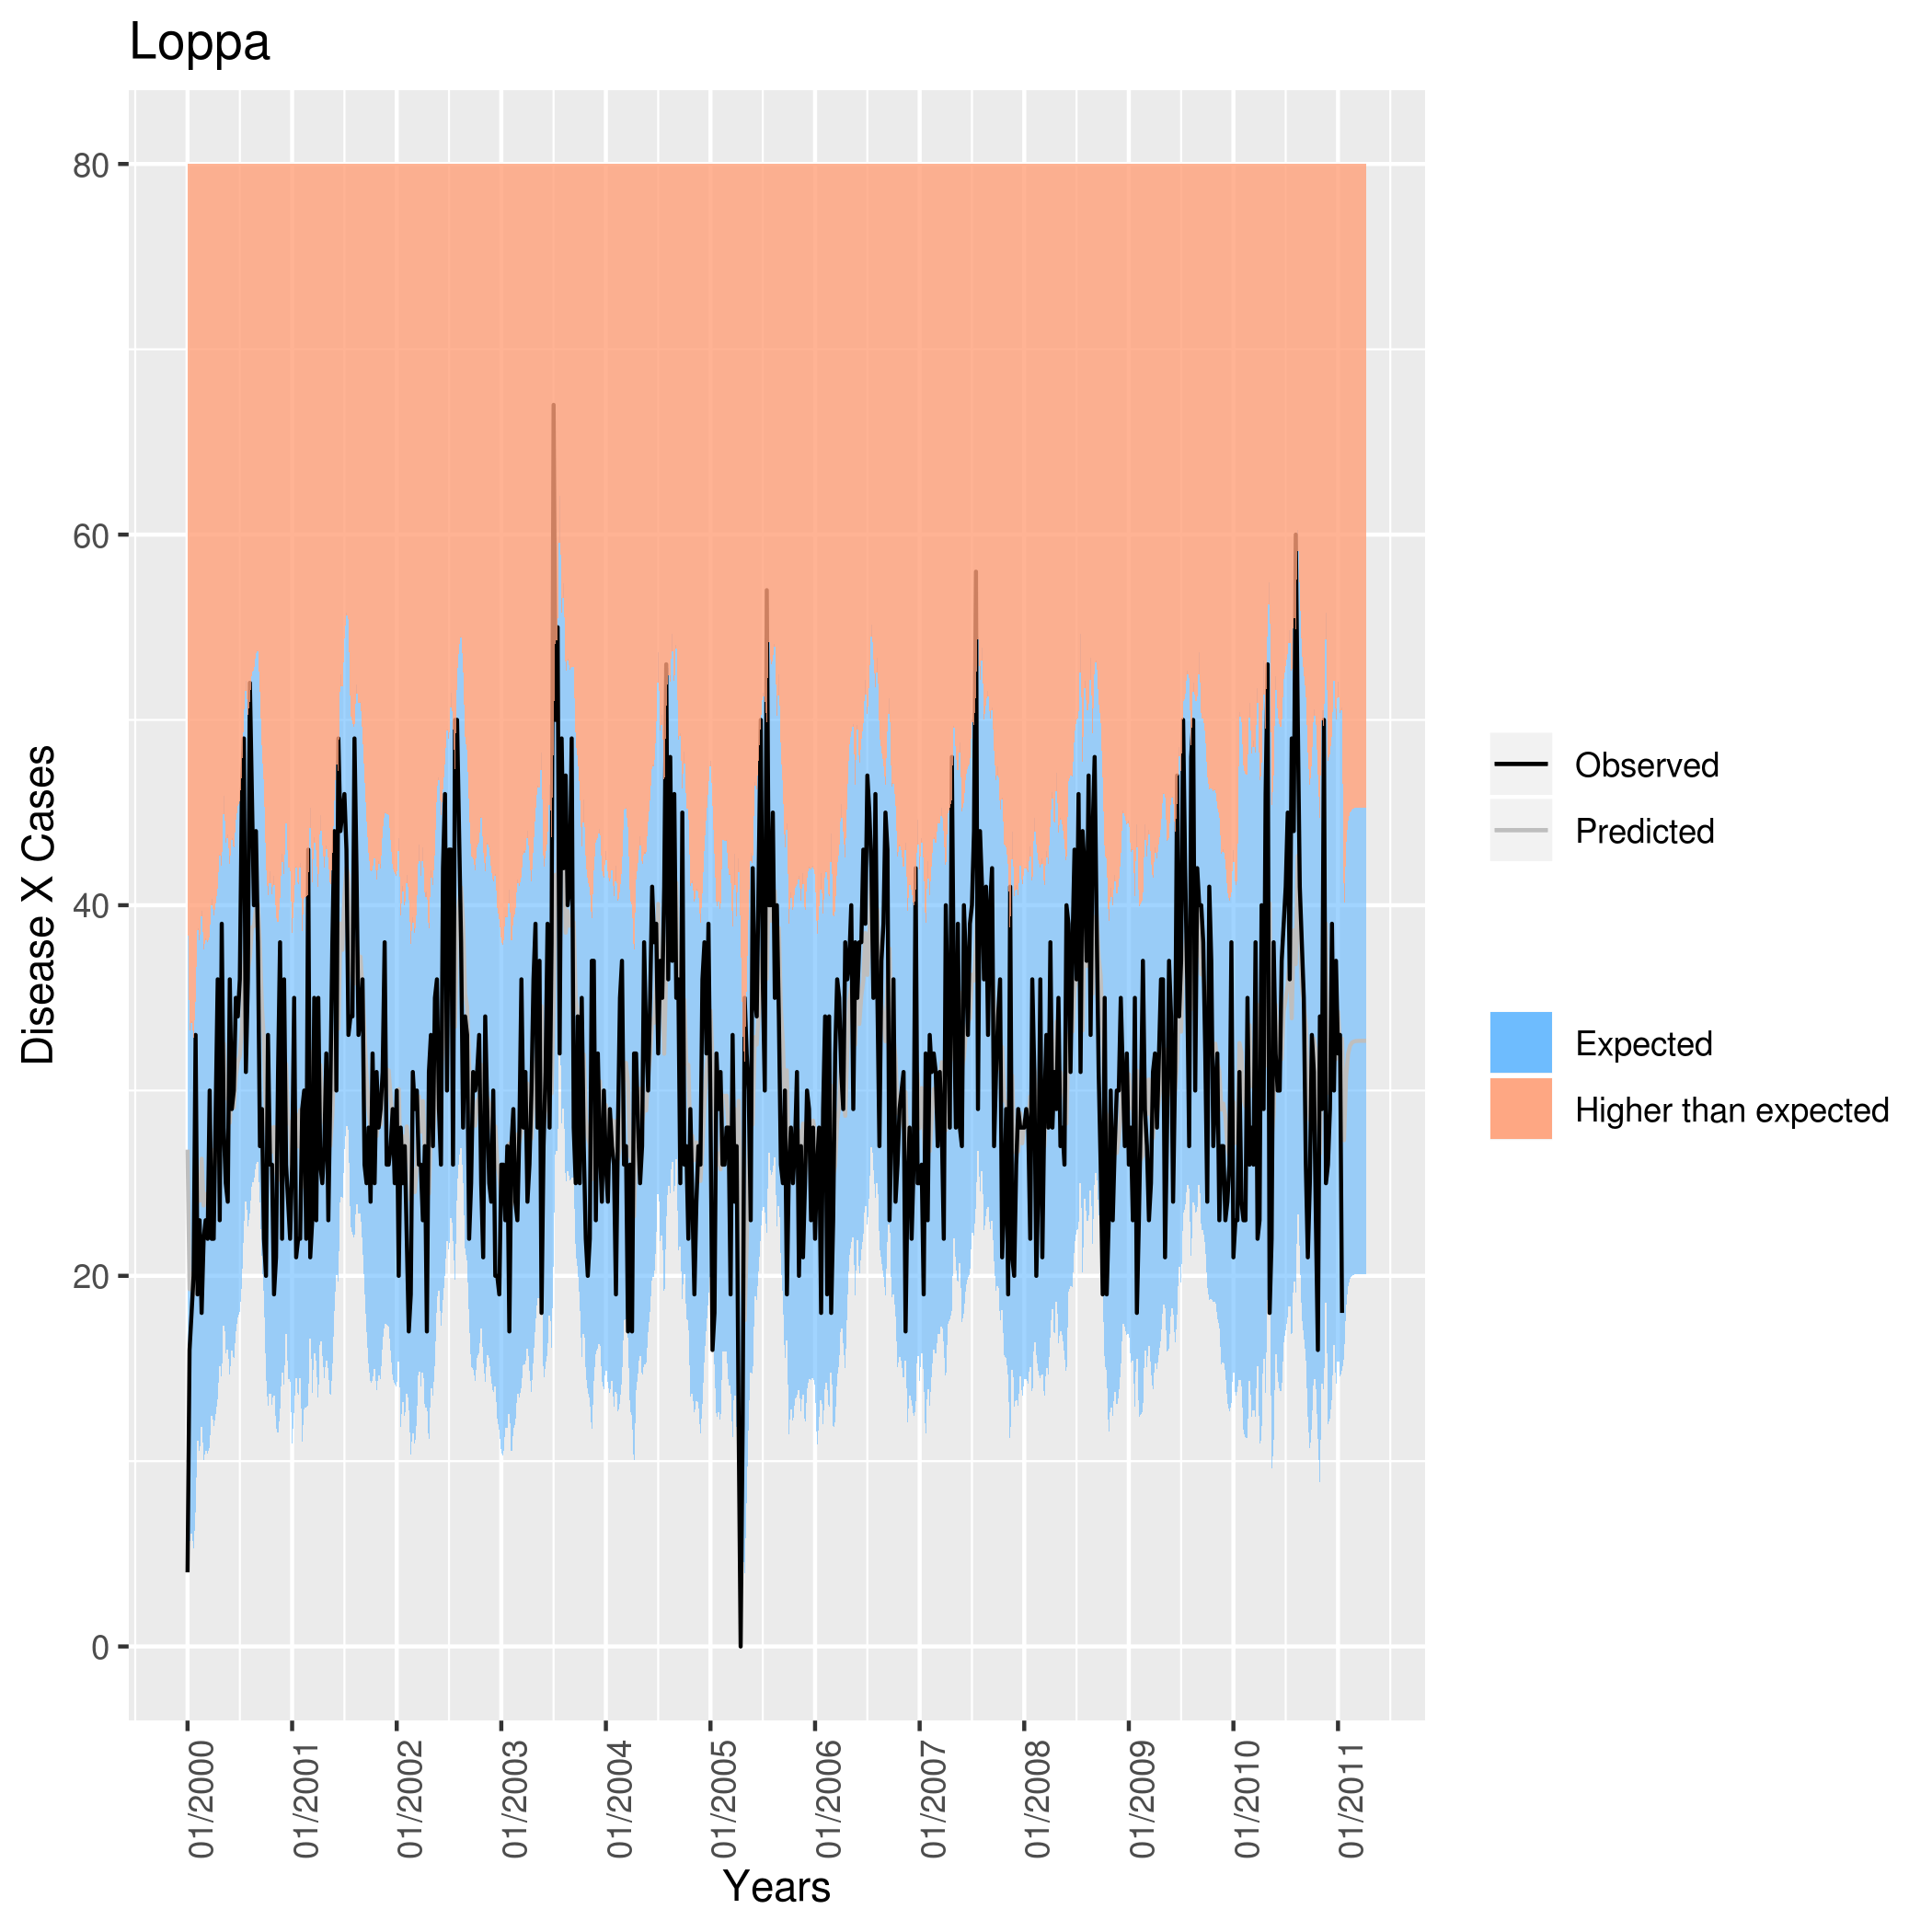 Loppa
80
60
40
20
0
Disease X Cases
01/2000
01/2001
01/2002
01/2003
01/2004
01/2005
01/2006
01/2007
01/2008
01/2009
01/2010
01/2011
Years
Observed
Predicted
Expected
Higher than expected